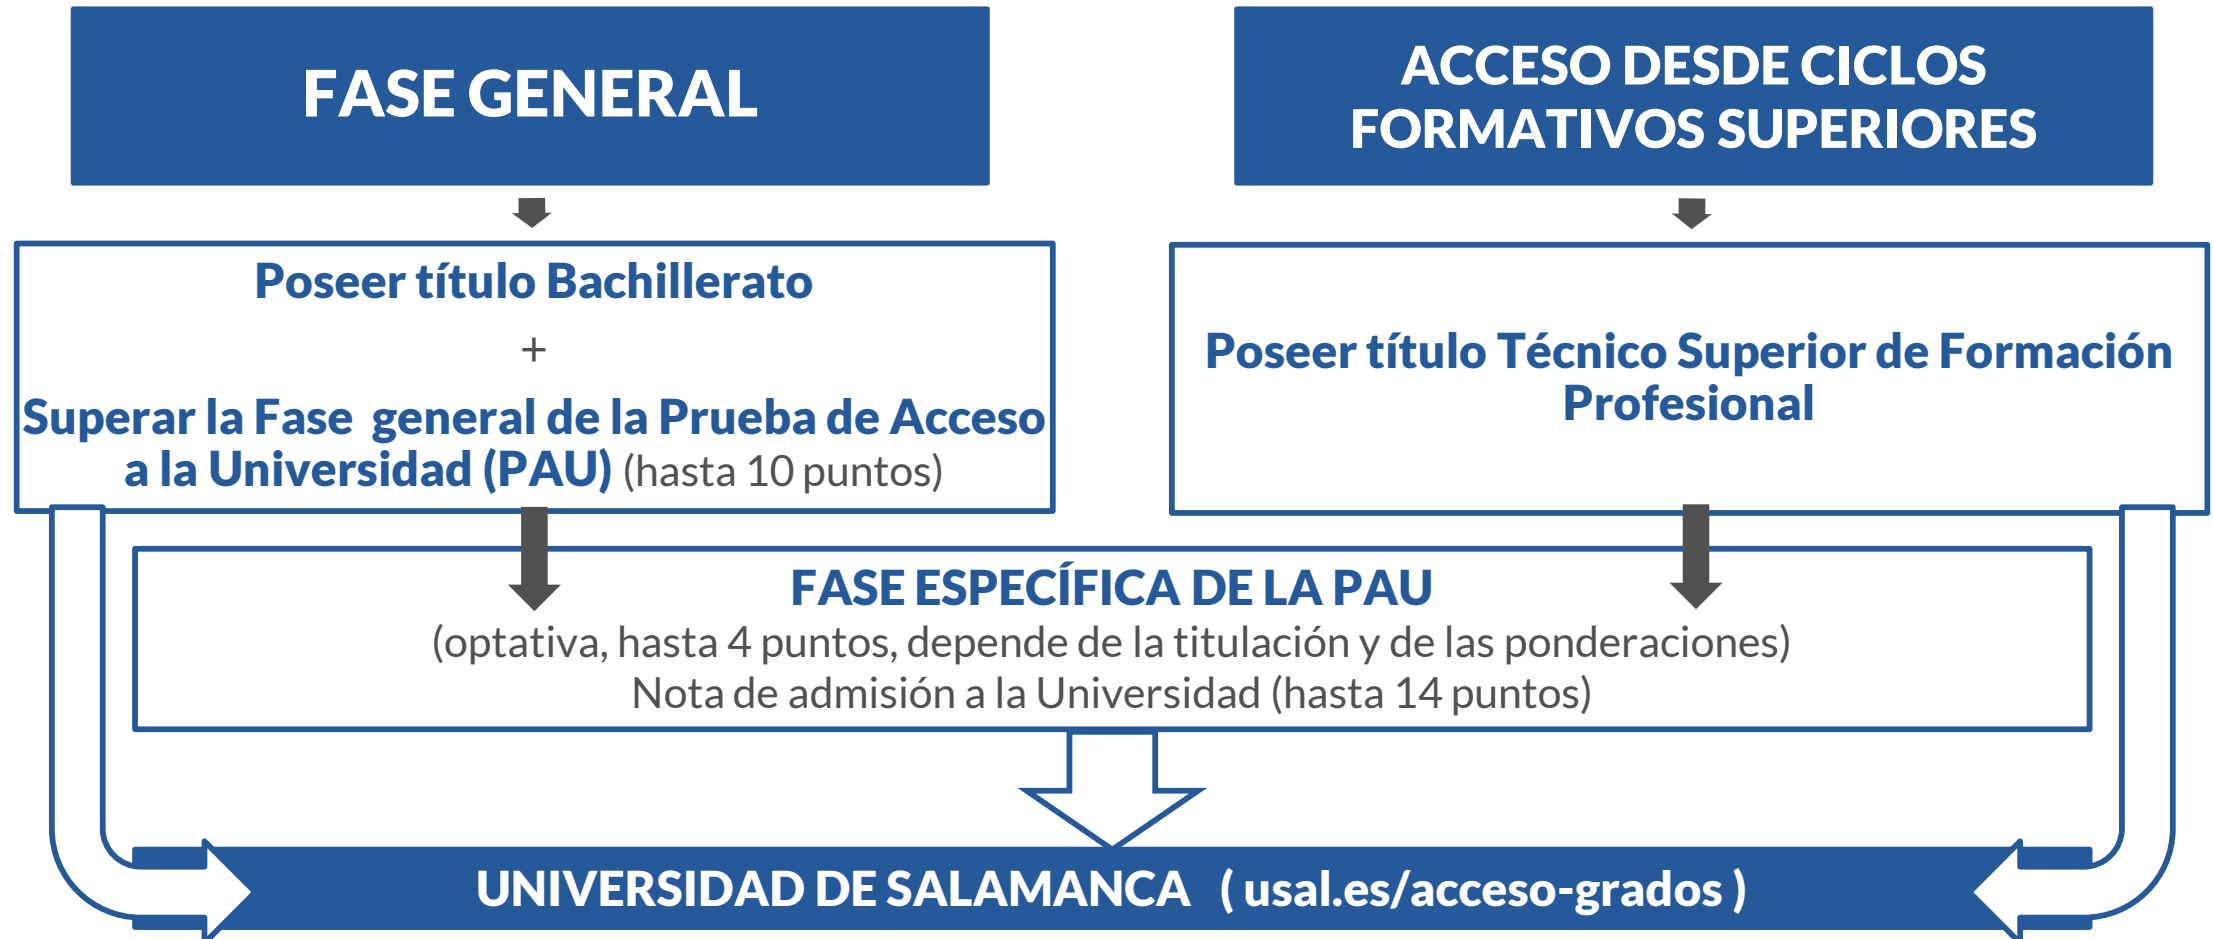 FASE GENERAL
Poseer título Bachillerato
+
Superar la Fase general de la Prueba de Acceso
a la Universidad (PAU) (hasta 10 puntos)
ACCESO DESDE CICLOS
FORMATIVOS SUPERIORES
Poseer título Técnico Superior de Formación
Profesional
FASE ESPECÍFICA DE LA PAU
(optativa, hasta 4 puntos, depende de la titulación y de las ponderaciones)
Nota de admisión a la Universidad (hasta 14 puntos)
UNIVERSIDAD DE SALAMANCA ( usal.es/acceso-grados )